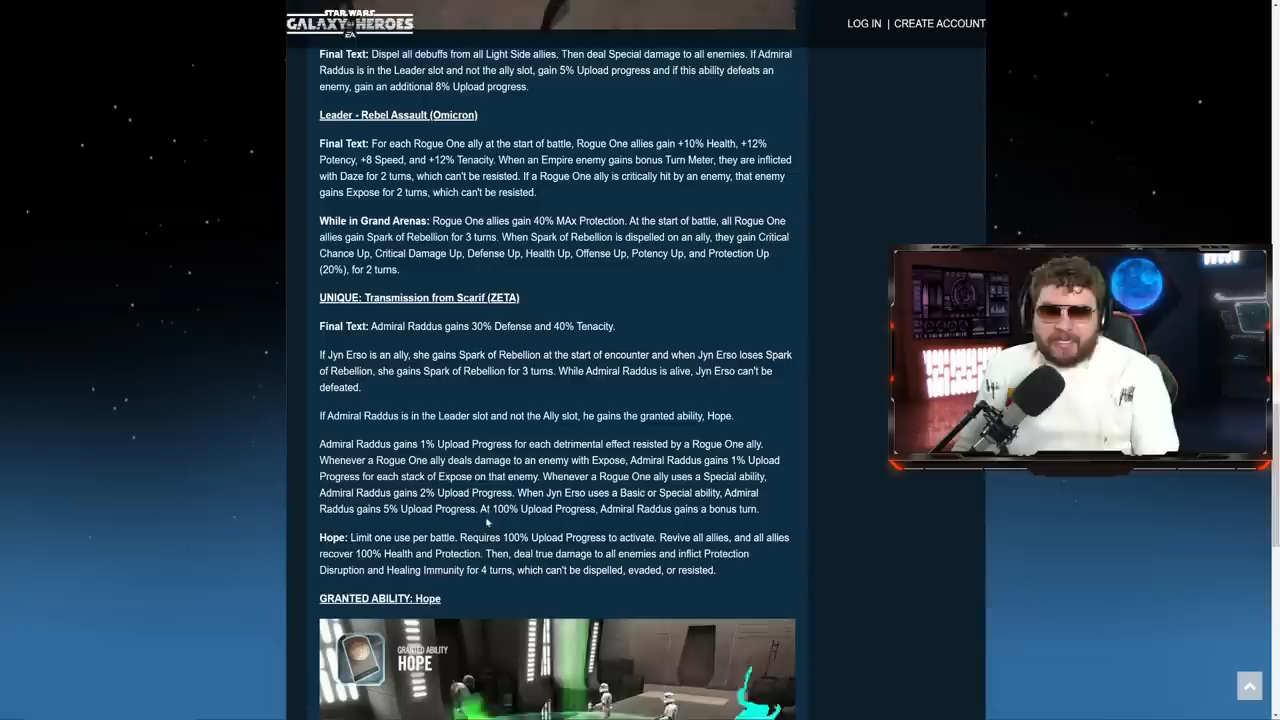 STAR WARS
GALAXY OF HEROES
EA
LOG IN | CREATE ACCOUNT
Final Text: Dispel all debuffs from all Light Side allies. Then deal Special damage to all enemies. If Admiral
Raddus is in the Leader slot and not the ally slot, gain 5% Upload progress and if this ability defeats an
enemy, gain an additional 8% Upload progress.
Leader - Rebel Assault (Omicron)
Final Text: For each Rogue One ally at the start of battle, Rogue One allies gain +10% Health, +12%
Potency, +8 Speed, and +12% Tenacity. When an Empire enemy gains bonus Turn Meter, they are inflicted
with Daze for 2 turns, which can't be resisted. If a Rogue One ally is critically hit by an enemy, that enemy
gains Expose for 2 turns, which can't be resisted.
While in Grand Arenas: Rogue One allies gain 40% MAx Protection. At the start of battle, all Rogue One
allies gain Spark of Rebellion for 3 turns. When Spark of Rebellion is dispelled on an ally, they gain Critical
Chance Up, Critical Damage Up, Defense Up, Health Up, Offense Up, Potency Up, and Protection Up
(20%), for 2 turns.
UNIQUE: Transmission from Scarif (ZETA)
Final Text: Admiral Raddus gains 30% Defense and 40% Tenacity.
If Jyn Erso is an ally, she gains Spark of Rebellion at the start of encounter and when Jyn Erso loses Spark
of Rebellion, she gains Spark of Rebellion for 3 turns. While Admiral Raddus is alive, Jyn Erso can't be
defeated.
If Admiral Raddus is in the Leader slot and not the Ally slot, he gains the granted ability, Hope.
Admiral Raddus gains 1% Upload Progress for each detrimental effect resisted by a Rogue One ally.
Whenever a Rogue One ally deals damage to an enemy with Expose, Admiral Raddus gains 1% Upload
Progress for each stack of Expose on that enemy. Whenever a Rogue One ally uses a Special ability,
Admiral Raddus gains 2% Upload Progress. When Jyn Erso uses a Basic or Special ability, Admiral
Raddus gains 5% Upload Progress. At 100% Upload Progress, Admiral Raddus gains a bonus turn.
Hope: Limit one use per battle. Requires 100% Upload Progress to activate. Revive all allies, and all allies
recover 100% Health and Protection. Then, deal true damage to all enemies and inflict Protection
Disruption and Healing Immunity for 4 turns, which can't be dispelled, evaded, or resisted.
GRANTED ABILITY: Hope
GRANTED ABILITY
HOPE